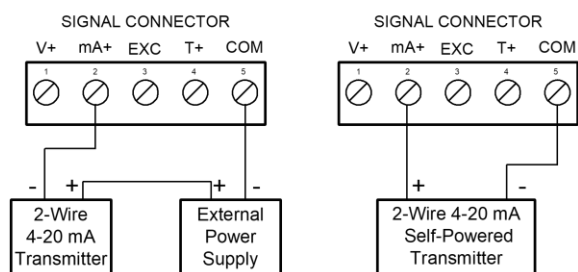 SIGNAL CONNECTOR
V+ mA+ EXC T+ COM
1 2 3 4 5
- + + -
2-Wire
4-20 mA
Transmitter
External
Power
Supply
SIGNAL CONNECTOR
V+ mA+ EXC T+ COM
1 2 3 4 5
+ -
2-Wire 4-20 mA
Self-Powered
Transmitter